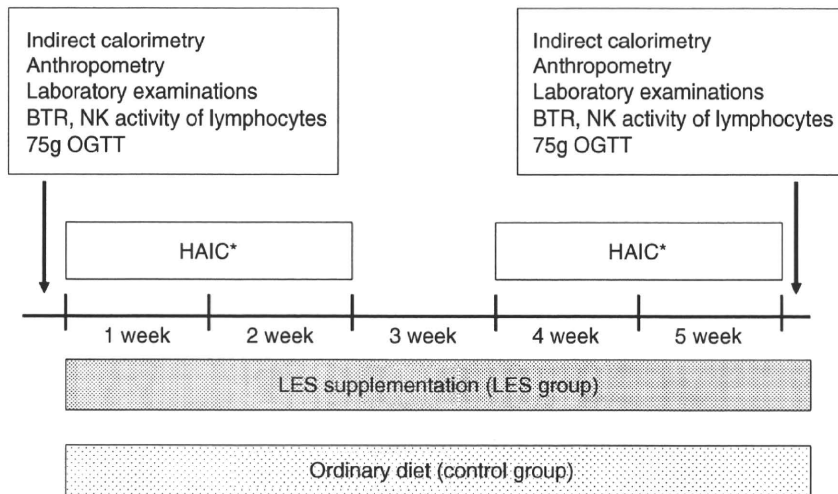 Indirect calorimetry
Anthropometry
Laboratory examinations
BTR, NK activity of lymphocytes
75g OGTT
Indirect calorimetry
Anthropometry
Laboratory examinations
BTR, NK activity of lymphocytes
75g OGTT
HAIC*
HAIC*
1 week
2 week
3 week
4 week
5 week
LES supplementation (LES group)
Ordinary diet (control group)